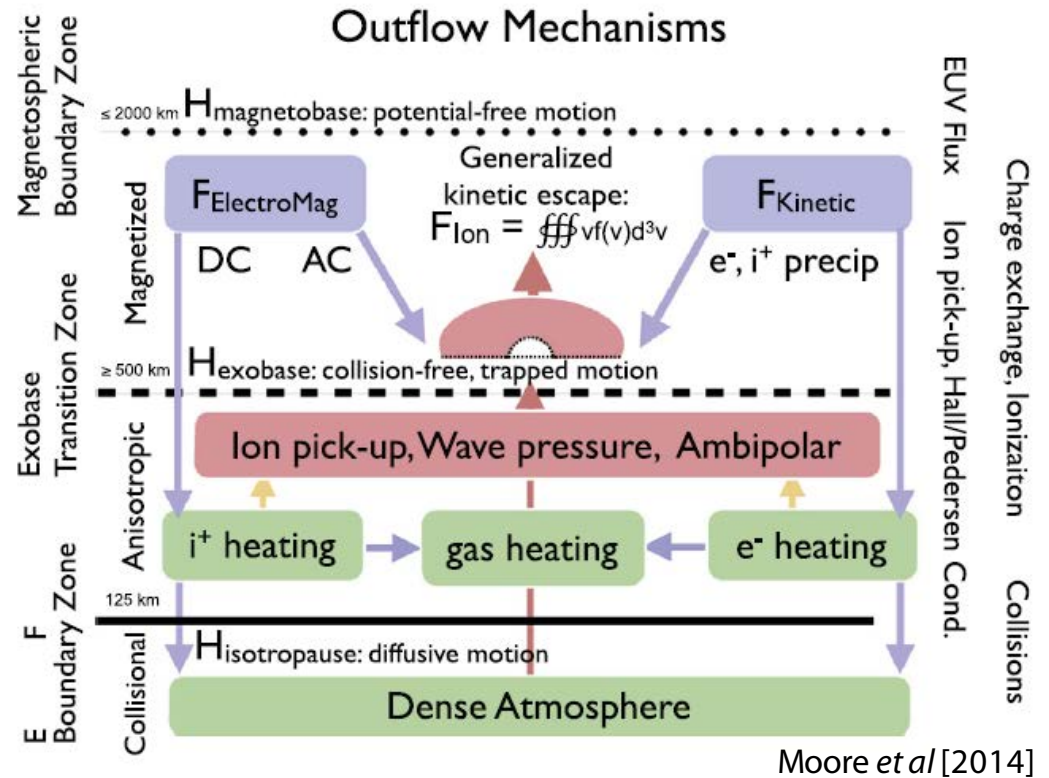 Outflow Mechanisms
Magnetospheric
Boundary Zone
≤ 2000 km Hmagnetobase: potential-free motion
EUV Flux
Generalized
kinetic escape:
FIon = ∰vf(v)d³v
FElectroMag
DC AC
FKinetic
e⁻, i⁺ precip
Magnetized
Exobase
Transition Zone
≥ 500 km Hexobase: collision-free, trapped motion
Ion pick-up, Wave pressure, Ambipolar
Anisotropic
i⁺ heating
gas heating
e⁻ heating
Ion pick-up, Hall/Pedersen Cond.
Charge exchange, Ionizaiton
125 km
E F
Boundary Zone
Collisional
Hisotropause: diffusive motion
Dense Atmosphere
Collisions
Moore et al [2014]